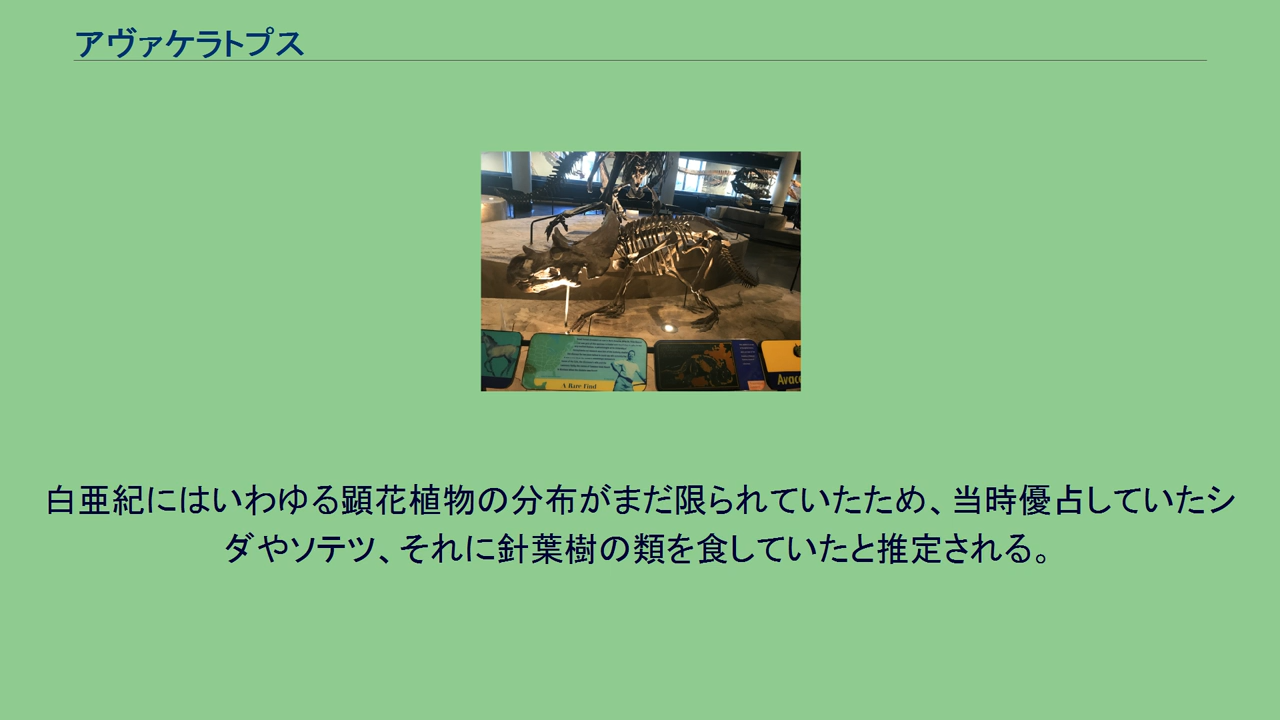 アヴァケラトプス
A Rare Find
白亜紀にはいわゆる顕花植物の分布がまだ限られていたため、当時優占していたシ
ダやソテツ、それに針葉樹の類を食していたと推定される。